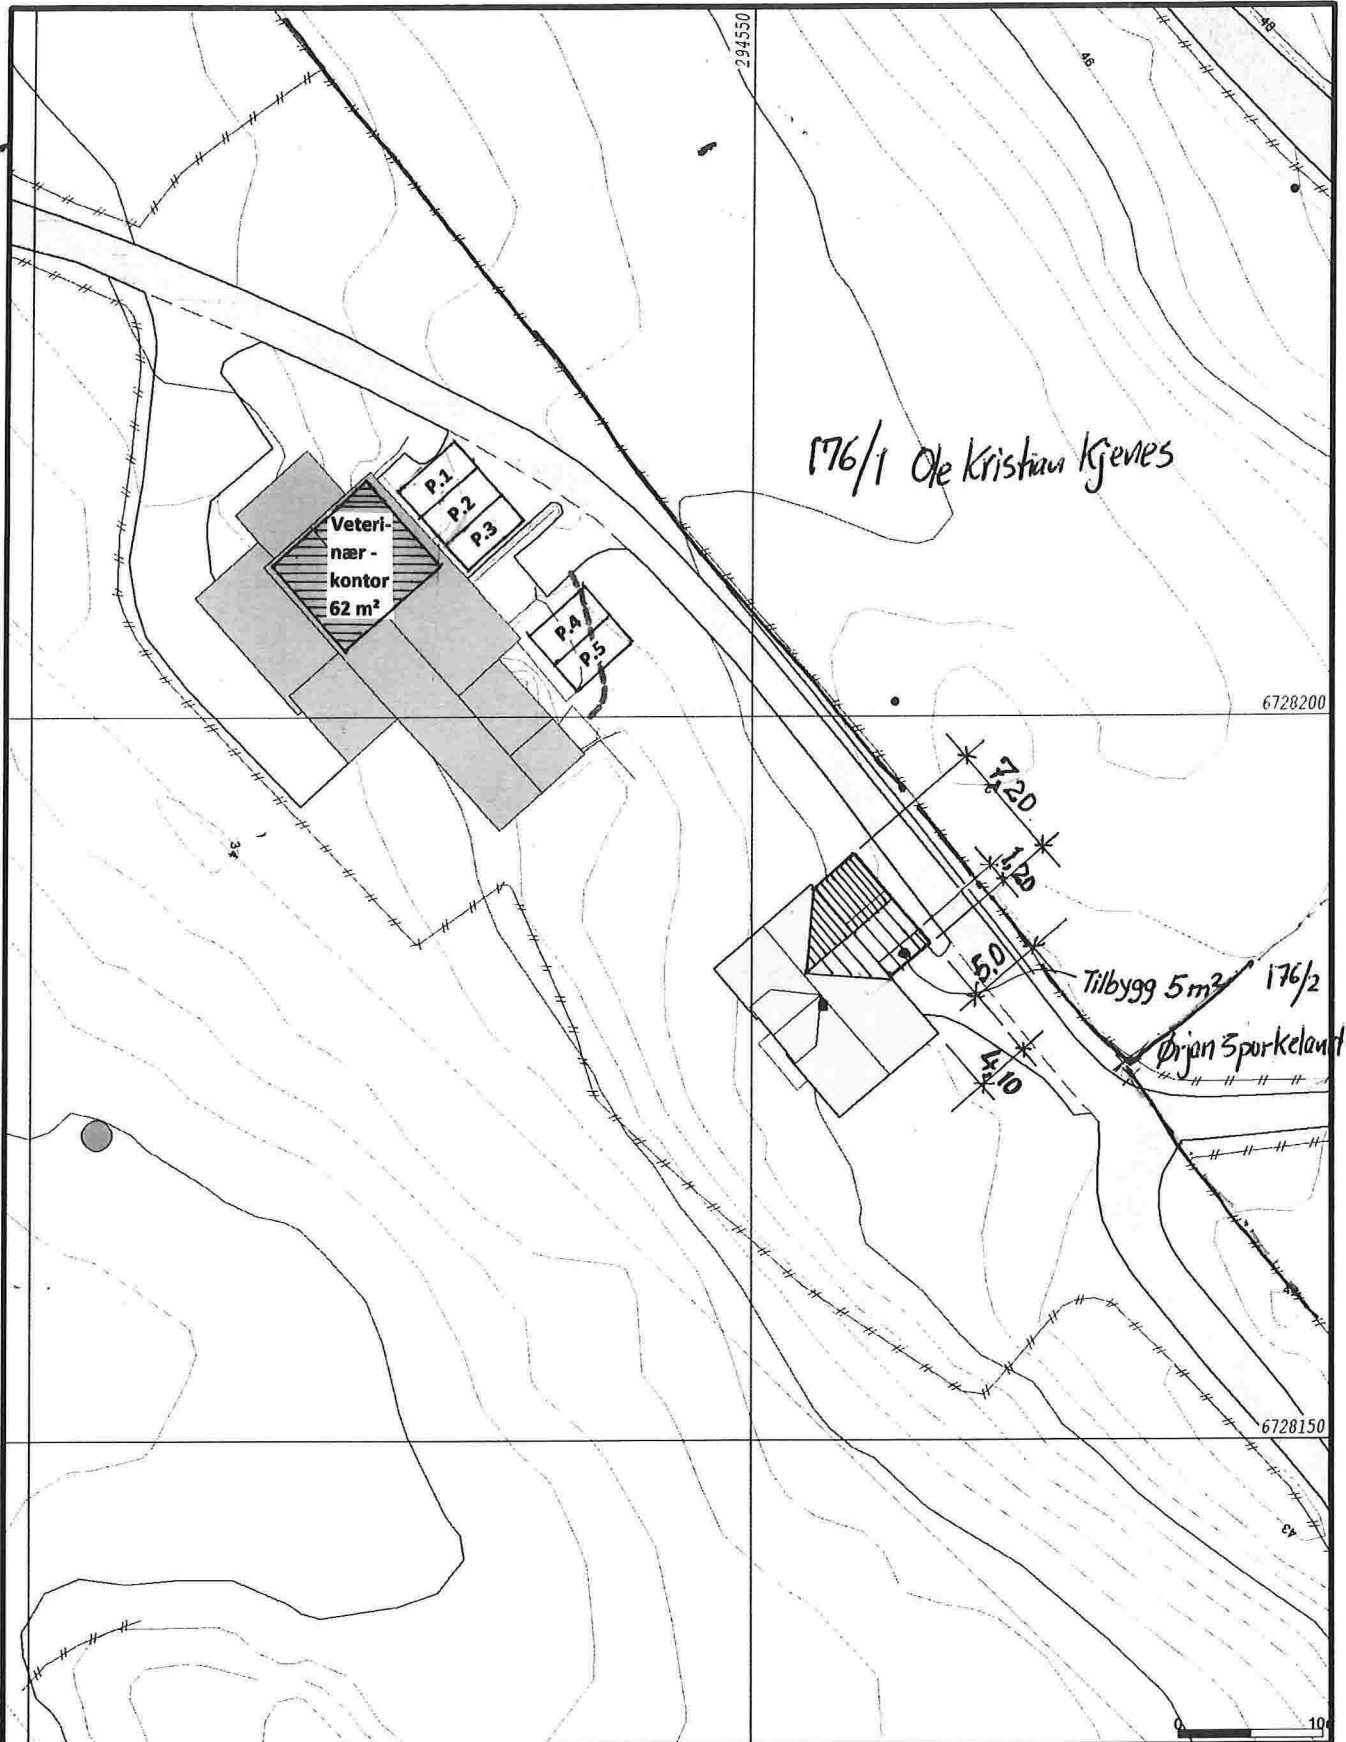 294550
48
46
176/1 Ole Kristian Kjenes
P.1
P.2
P.3
Veteri-
nær -
kontor
62 m²
P.4
P.5
6728200
7,20
34
1,20
5,0
Tilbygg 5m²
176/2
Ørjan Spurkeland
4,10
6728150
43
0
10